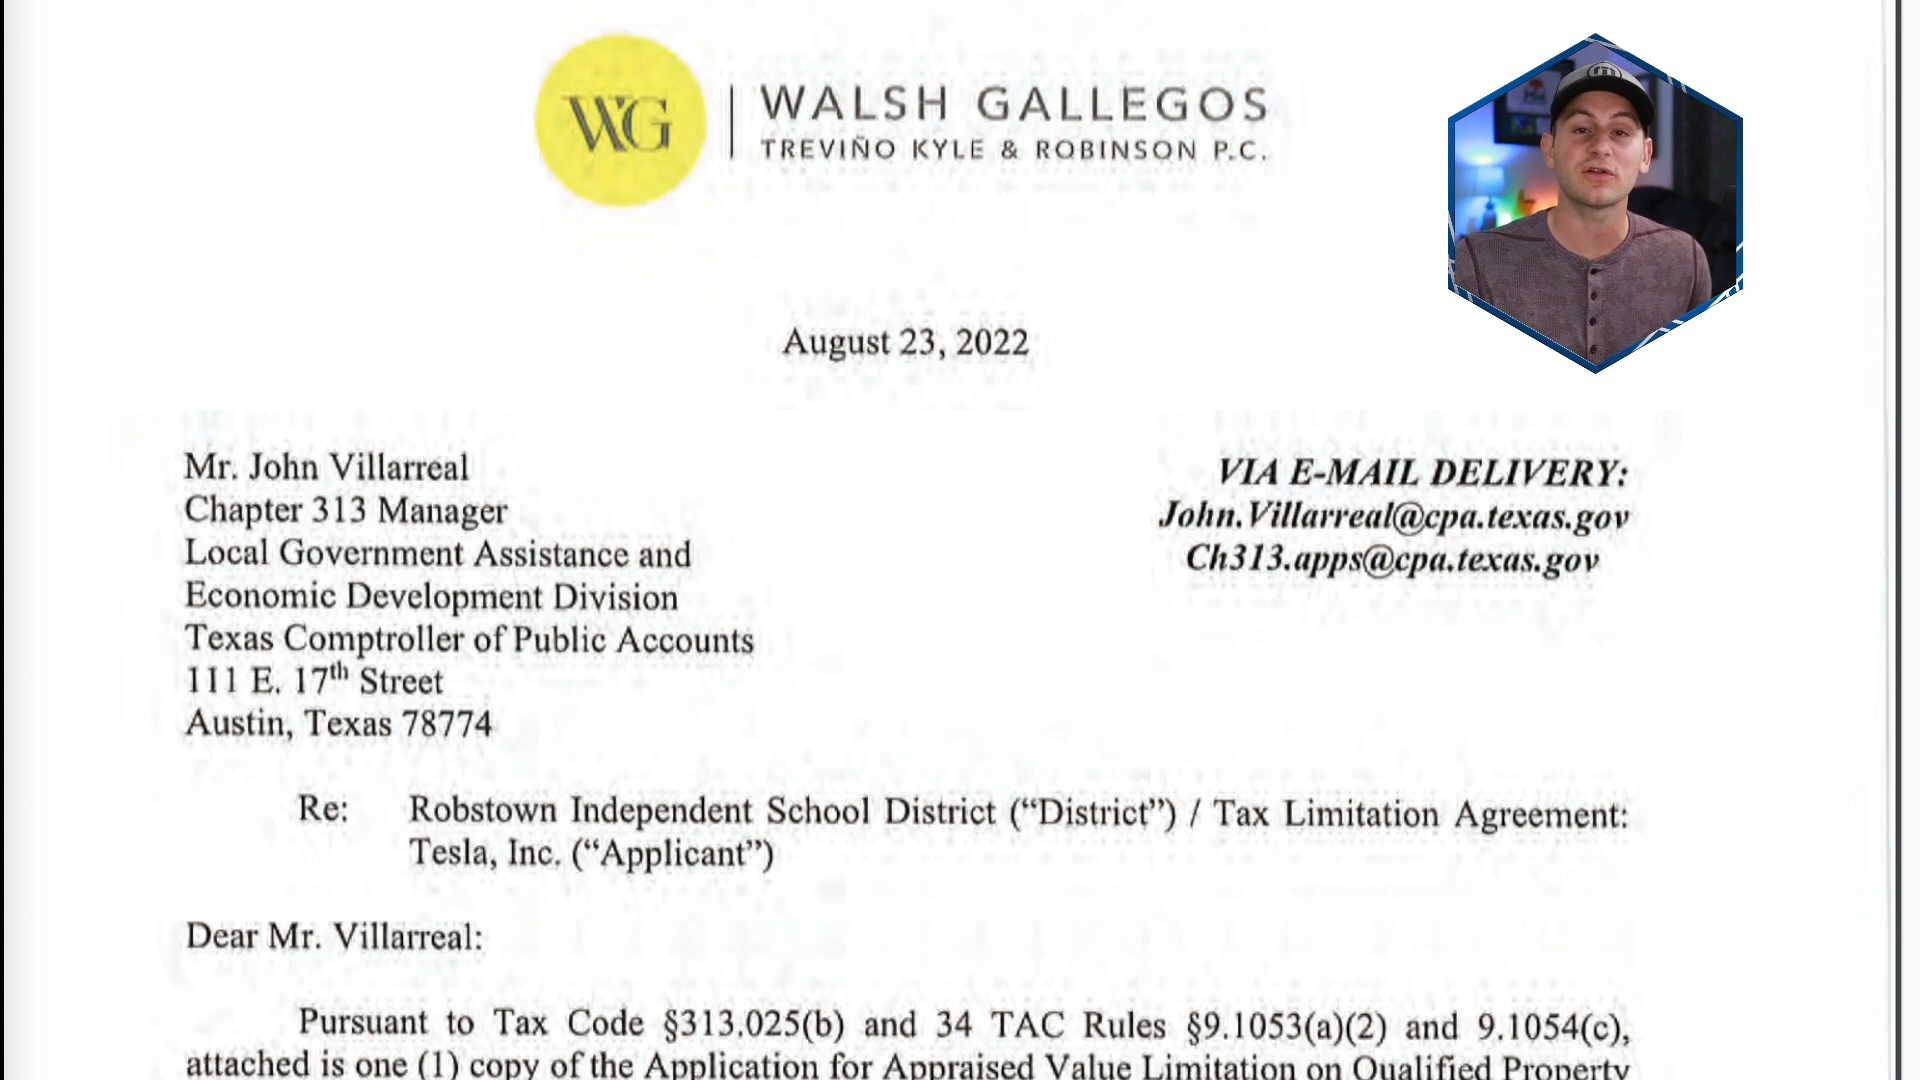 WG
WALSH GALLEGOS
TREVIÑO KYLE & ROBINSON P.C.
August 23, 2022
Mr. John Villarreal
Chapter 313 Manager
Local Government Assistance and
Economic Development Division
Texas Comptroller of Public Accounts
111 E. 17th Street
Austin, Texas 78774
VIA E-MAIL DELIVERY:
John.Villarreal@cpa.texas.gov
Ch313.apps@cpa.texas.gov
Re: Robstown Independent School District (“District”) / Tax Limitation Agreement:
Tesla, Inc. (“Applicant”)
Dear Mr. Villarreal:
Pursuant to Tax Code §313.025(b) and 34 TAC Rules §9.1053(a)(2) and 9.1054(c),
attached is one (1) copy of the Application for Appraised Value Limitation on Qualified Property